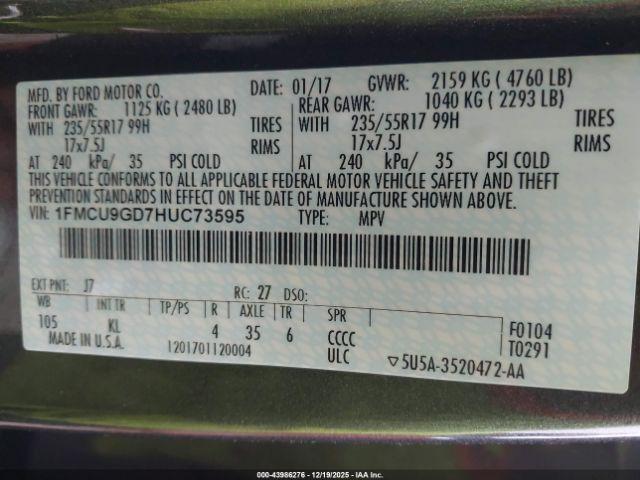 MFD. BY FORD MOTOR CO.
DATE: 01/17 GVWR: 2159 KG ( 4760 LB)
FRONT GAWR: 1125 KG ( 2480 LB) REAR GAWR: 1040 KG ( 2293 LB)
WITH 235/55R17 99H TIRES WITH 235/55R17 99H TIRES
17x7.5J RIMS 17x7.5J RIMS
AT 240 kPa/ 35 PSI COLD AT 240 kPa/ 35 PSI COLD
THIS VEHICLE CONFORMS TO ALL APPLICABLE FEDERAL MOTOR VEHICLE SAFETY AND THEFT
PREVENTION STANDARDS IN EFFECT ON THE DATE OF MANUFACTURE SHOWN ABOVE.
VIN: 1FMCU9GD7HUC73595 TYPE: MPV
EXT PNT: J7 RC: 27 DSO:
WB INT TR TP/PS R AXLE TR SPR
105 KL 4 35 6 CCCC F0104
MADE IN U.S.A. 1201701120004 ULC T0291
▽5U5A-3520472-AA
000-43986276 - 12/19/2025 - IAAI, Inc.